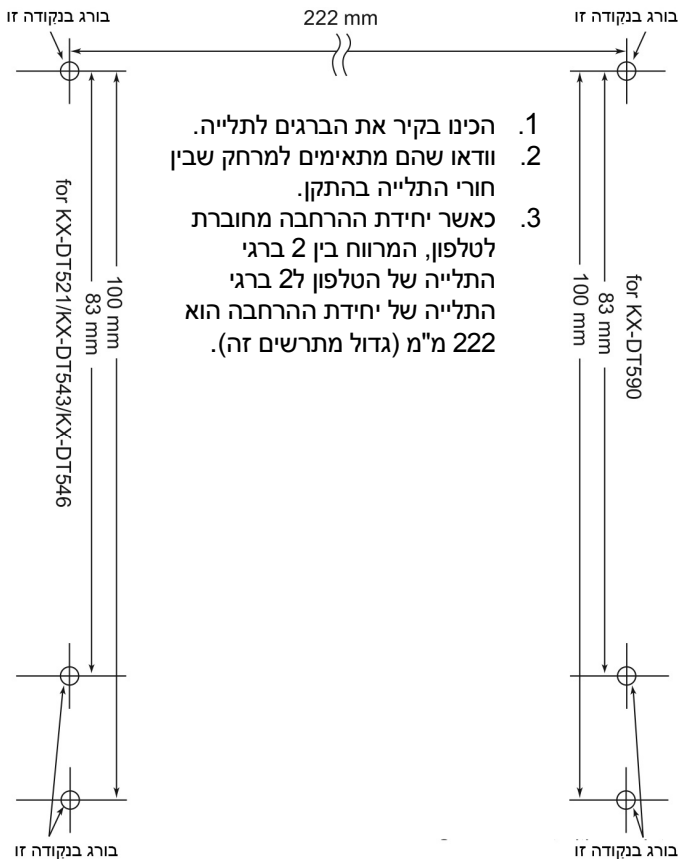 בורג בנקודה זו
222 mm
בורג בנקודה זו
1. הכינו בקיר את הברגים לתלייה.
2. וודאו שהם מתאימים למרחק שבין
חורי התלייה בהתקן.
3. כאשר יחידת ההרחבה מחוברת
לטלפון, המרווח בין 2 ברגי
התלייה של הטלפון ל2 ברגי
התלייה של יחידת ההרחבה הוא
222 מ"מ (גדול מתרשים זה).
for KX-DT590
83 mm
100 mm
100 mm
83 mm
for KX-DT521/KX-DT543/KX-DT546
בורג בנקודה זו
בורג בנקודה זו